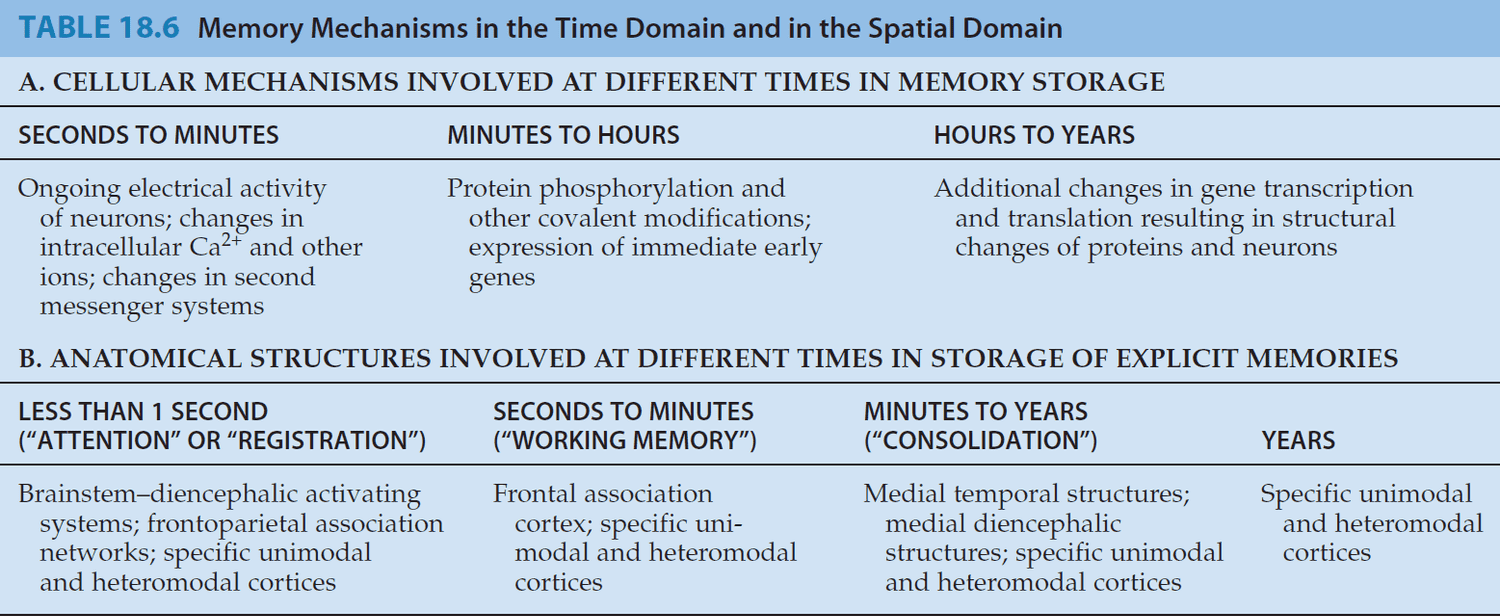 TABLE 18.6 Memory Mechanisms in the Time Domain and in the Spatial Domain
A. CELLULAR MECHANISMS INVOLVED AT DIFFERENT TIMES IN MEMORY STORAGE
SECONDS TO MINUTES
Ongoing electrical activity
of neurons; changes in
intracellular Ca²⁺ and other
ions; changes in second
messenger systems
MINUTES TO HOURS
Protein phosphorylation and
other covalent modifications;
expression of immediate early
genes
HOURS TO YEARS
Additional changes in gene transcription
and translation resulting in structural
changes of proteins and neurons
B. ANATOMICAL STRUCTURES INVOLVED AT DIFFERENT TIMES IN STORAGE OF EXPLICIT MEMORIES
LESS THAN 1 SECOND
(“ATTENTION” OR “REGISTRATION”)
Brainstem–diencephalic activating
systems; frontoparietal association
networks; specific unimodal
and heteromodal cortices
SECONDS TO MINUTES
(“WORKING MEMORY”)
Frontal association
cortex; specific uni-
modal and heteromodal
cortices
MINUTES TO YEARS
(“CONSOLIDATION”)
Medial temporal structures;
medial diencephalic
structures; specific unimodal
and heteromodal cortices
YEARS
Specific unimodal
and heteromodal
cortices